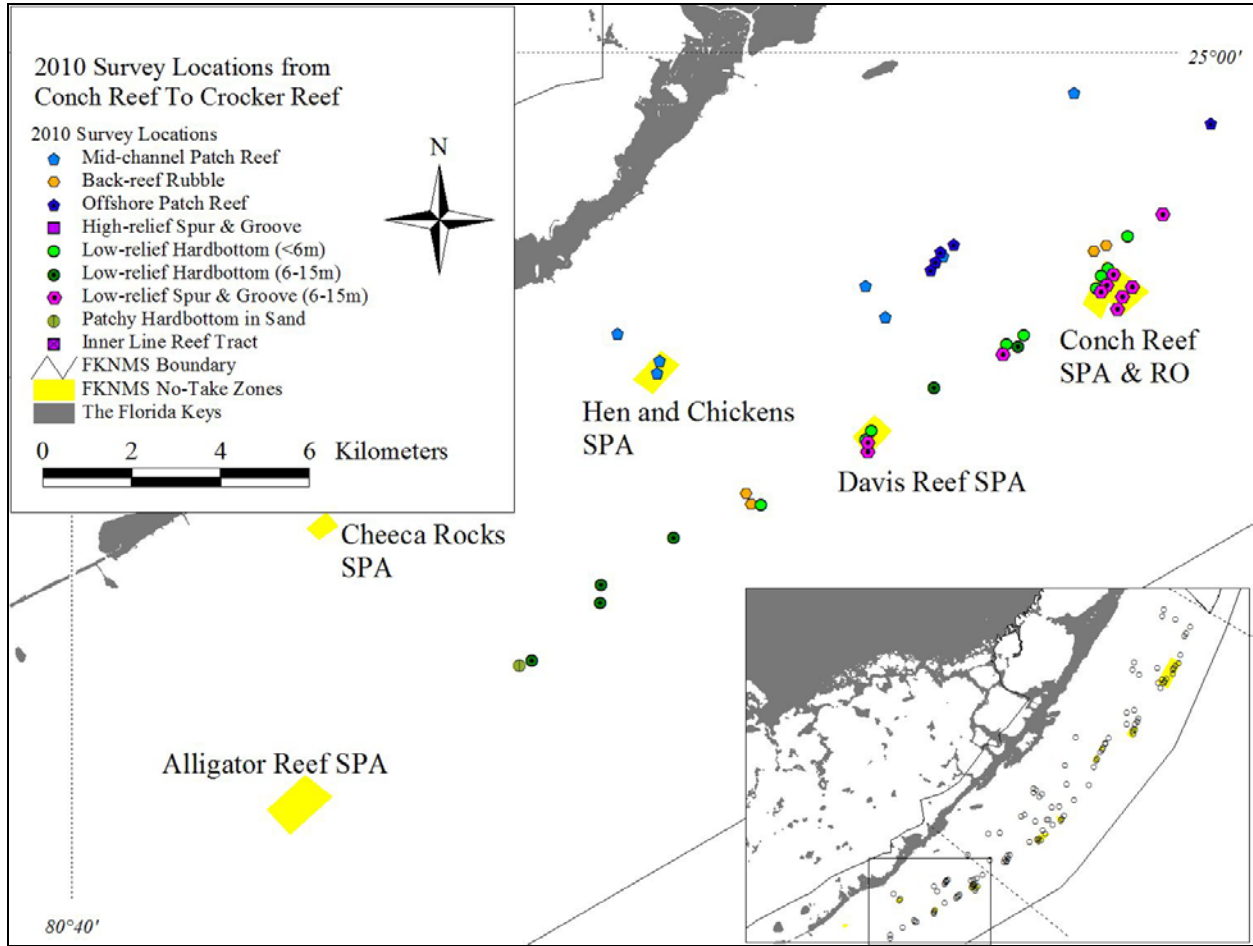 2010 Survey Locations from
Conch Reef To Crocker Reef
2010 Survey Locations
Mid-channel Patch Reef
Back-reef Rubble
Offshore Patch Reef
High-relief Spur & Groove
Low-relief Hardbottom (<6m)
Low-relief Hardbottom (6-15m)
Low-relief Spur & Groove (6-15m)
Patchy Hardbottom in Sand
Inner Line Reef Tract
FKNMS Boundary
FKNMS No-Take Zones
The Florida Keys
N
0 2 4 6 Kilometers
25°00'
Conch Reef
SPA & RO
Hen and Chickens
SPA
Davis Reef SPA
Cheeca Rocks
SPA
Alligator Reef SPA
80°40'